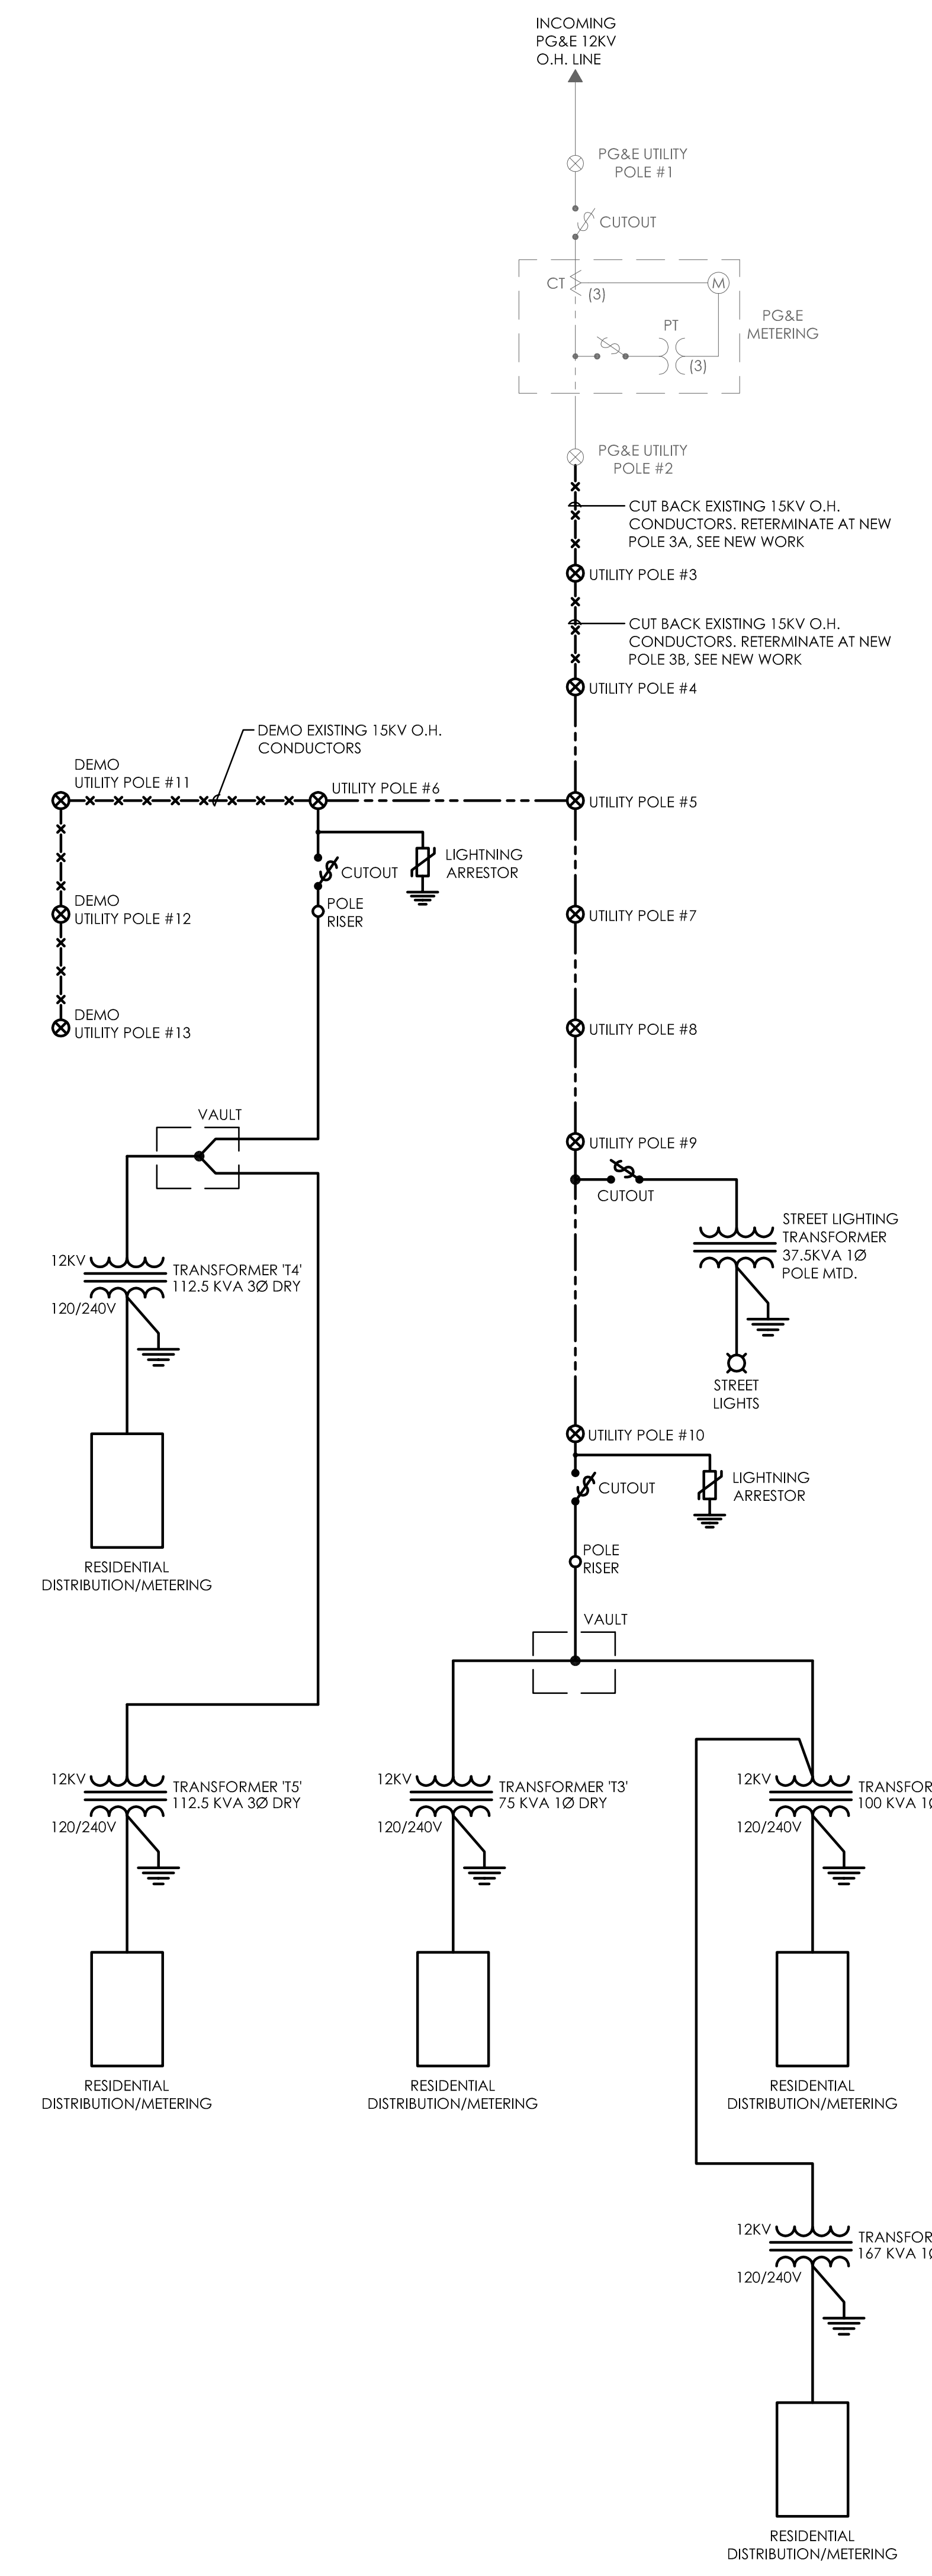 INCOMING
PG&E 12KV
O.H. LINE
PG&E UTILITY
POLE #1
CUTOUT
CT
(3)
M
PT
(3)
PG&E
METERING
PG&E UTILITY
POLE #2
CUT BACK EXISTING 15KV O.H.
CONDUCTORS. RETERMINATE AT NEW
POLE 3A, SEE NEW WORK
UTILITY POLE #3
CUT BACK EXISTING 15KV O.H.
CONDUCTORS. RETERMINATE AT NEW
POLE 3B, SEE NEW WORK
UTILITY POLE #4
DEMO EXISTING 15KV O.H.
CONDUCTORS
DEMO
UTILITY POLE #11
UTILITY POLE #6
UTILITY POLE #5
CUTOUT
LIGHTNING
ARRESTOR
POLE
RISER
DEMO
UTILITY POLE #12
UTILITY POLE #7
DEMO
UTILITY POLE #13
UTILITY POLE #8
VAULT
UTILITY POLE #9
CUTOUT
STREET LIGHTING
TRANSFORMER
37.5KVA 1Ø
POLE MTD.
12KV
TRANSFORMER 'T4'
112.5 KVA 3Ø DRY
120/240V
STREET
LIGHTS
UTILITY POLE #10
CUTOUT
LIGHTNING
ARRESTOR
POLE
RISER
RESIDENTIAL
DISTRIBUTION/METERING
VAULT
12KV
TRANSFORMER 'T5'
112.5 KVA 3Ø DRY
120/240V
12KV
TRANSFORMER 'T3'
75 KVA 1Ø DRY
120/240V
12KV
TRANSFOR
100 KVA 1Ø
120/240V
RESIDENTIAL
DISTRIBUTION/METERING
RESIDENTIAL
DISTRIBUTION/METERING
RESIDENTIAL
DISTRIBUTION/METERING
12KV
TRANSFOR
167 KVA 1Ø
120/240V
RESIDENTIAL
DISTRIBUTION/METERING